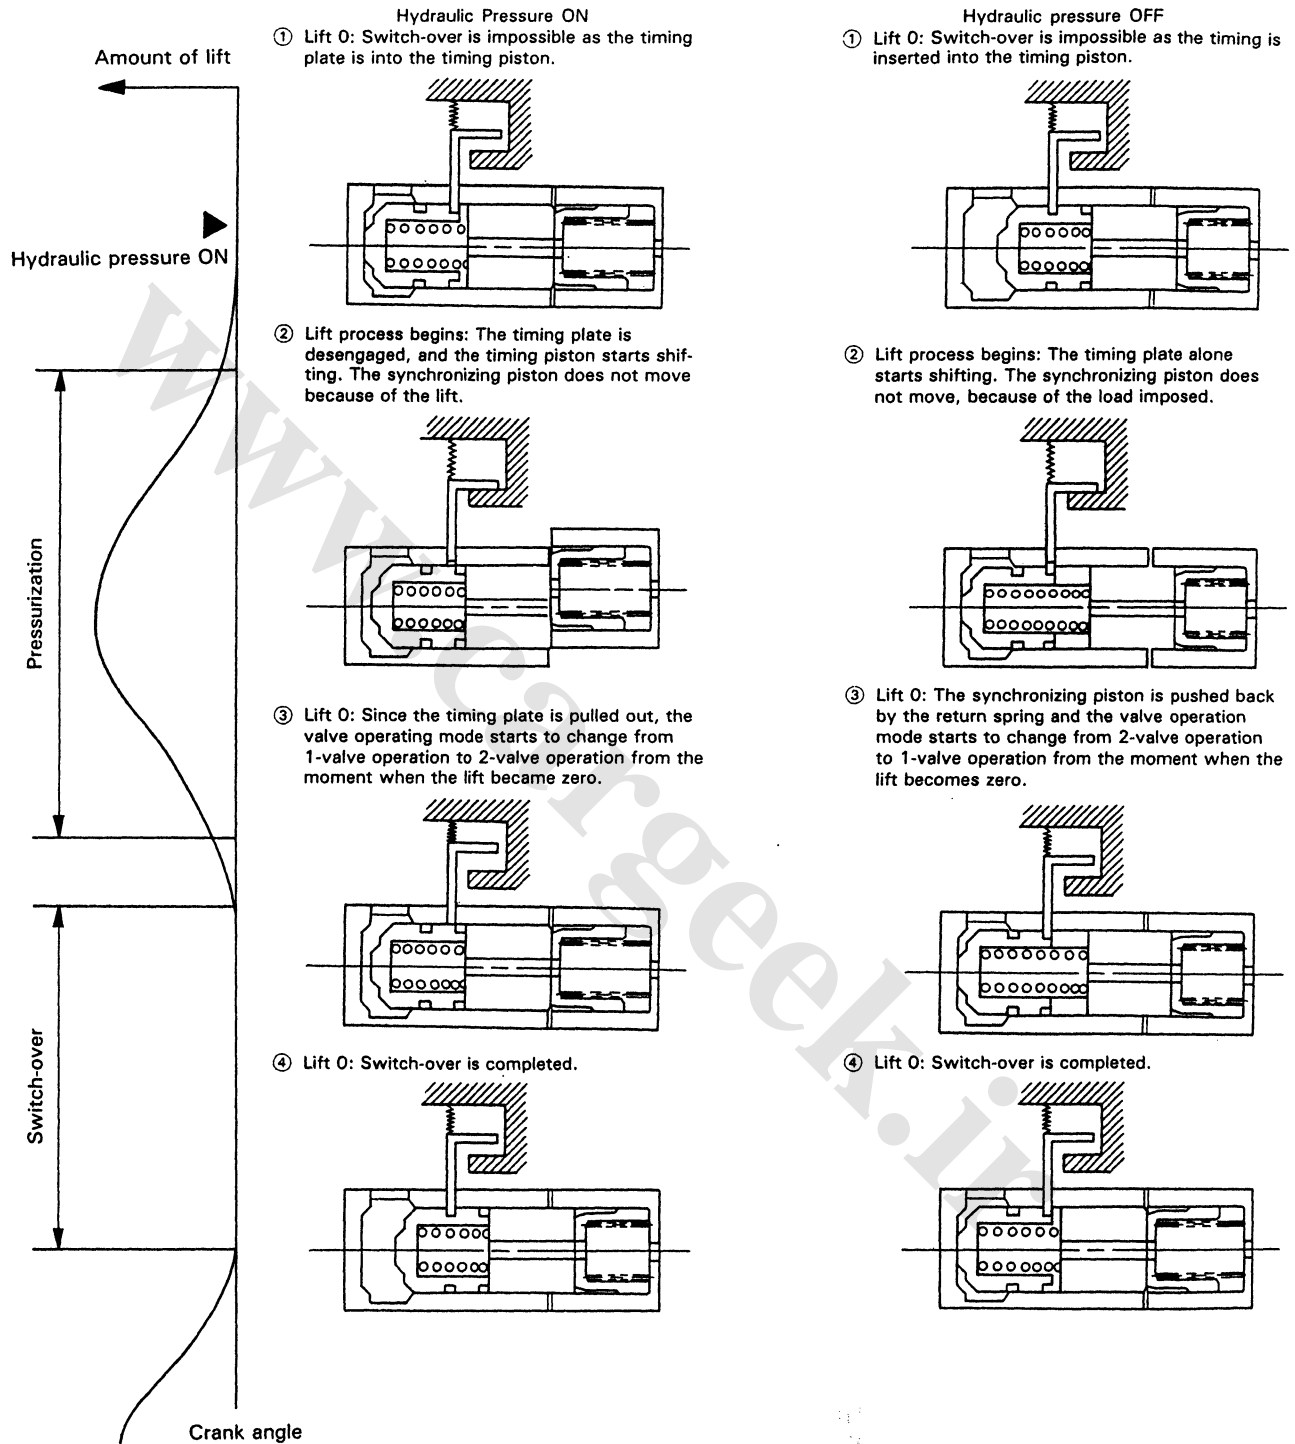 Amount of lift
Hydraulic pressure ON
Pressurization
Switch-over
Crank angle
Hydraulic Pressure ON
① Lift 0: Switch-over is impossible as the timing
plate is into the timing piston.
② Lift process begins: The timing plate is
desengaged, and the timing piston starts shif-
ting. The synchronizing piston does not move
because of the lift.
③ Lift 0: Since the timing plate is pulled out, the
valve operating mode starts to change from
1-valve operation to 2-valve operation from the
moment when the lift became zero.
④ Lift 0: Switch-over is completed.
Hydraulic pressure OFF
① Lift 0: Switch-over is impossible as the timing is
inserted into the timing piston.
② Lift process begins: The timing plate alone
starts shifting. The synchronizing piston does
not move, because of the load imposed.
③ Lift 0: The synchronizing piston is pushed back
by the return spring and the valve operation
mode starts to change from 2-valve operation
to 1-valve operation from the moment when the
lift becomes zero.
④ Lift 0: Switch-over is completed.
www.cargeek.ir